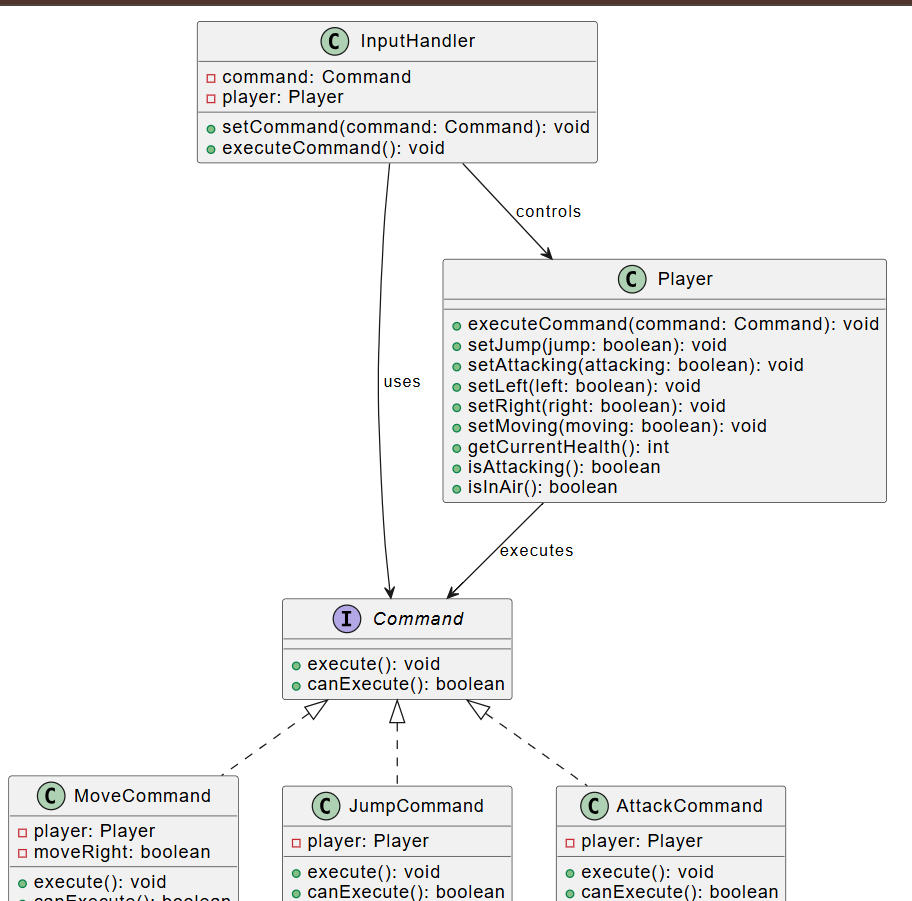 C InputHandler
command: Command
player: Player
setCommand(command: Command): void
executeCommand(): void
controls
C Player
executeCommand(command: Command): void
setJump(jump: boolean): void
setAttacking(attacking: boolean): void
setLeft(left: boolean): void
setRight(right: boolean): void
setMoving(moving: boolean): void
getCurrentHealth(): int
isAttacking(): boolean
isInAir(): boolean
uses
executes
I Command
execute(): void
canExecute(): boolean
C MoveCommand
player: Player
moveRight: boolean
execute(): void
canExecute(): boolean
C JumpCommand
player: Player
execute(): void
canExecute(): boolean
C AttackCommand
player: Player
execute(): void
canExecute(): boolean